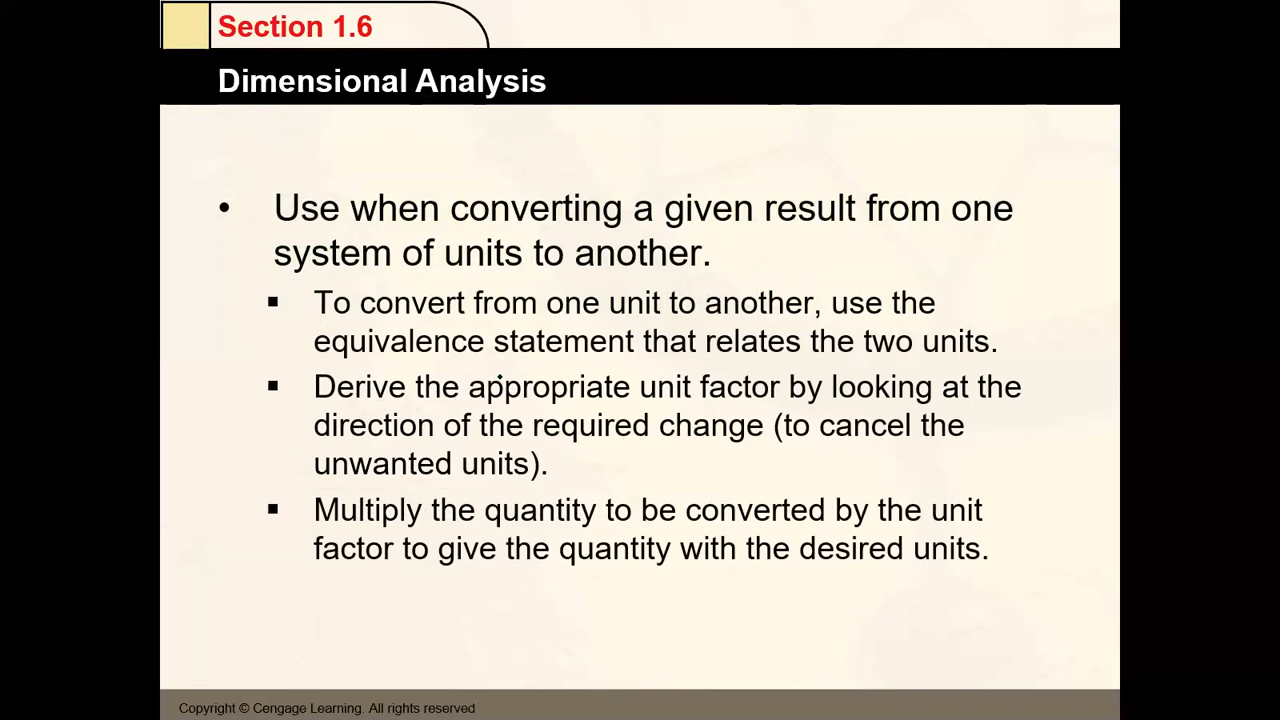 Section 1.6
Dimensional Analysis
• Use when converting a given result from one
system of units to another.
▪ To convert from one unit to another, use the
equivalence statement that relates the two units.
▪ Derive the appropriate unit factor by looking at the
direction of the required change (to cancel the
unwanted units).
▪ Multiply the quantity to be converted by the unit
factor to give the quantity with the desired units.
Copyright © Cengage Learning. All rights reserved